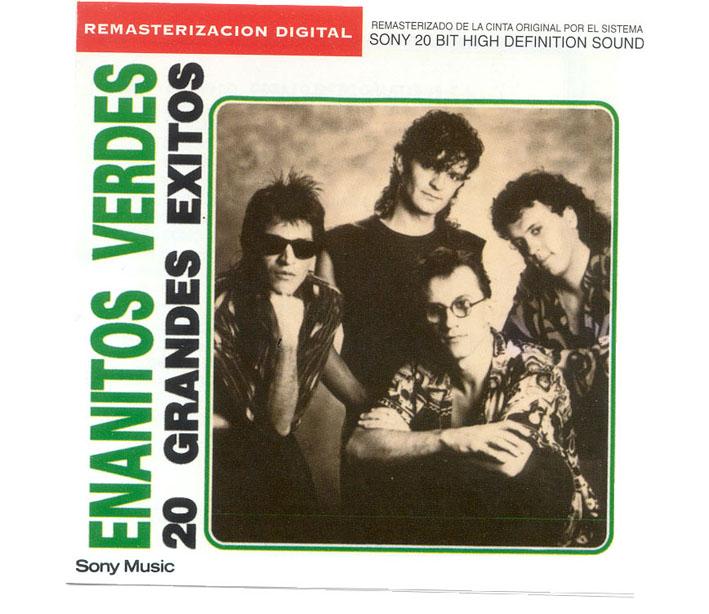 REMASTERIZACION DIGITAL
REMASTERIZADO DE LA CINTA ORIGINAL POR EL SISTEMA
SONY 20 BIT HIGH DEFINITION SOUND
ENANITOS VERDES
20 GRANDES EXITOS
Sony Music